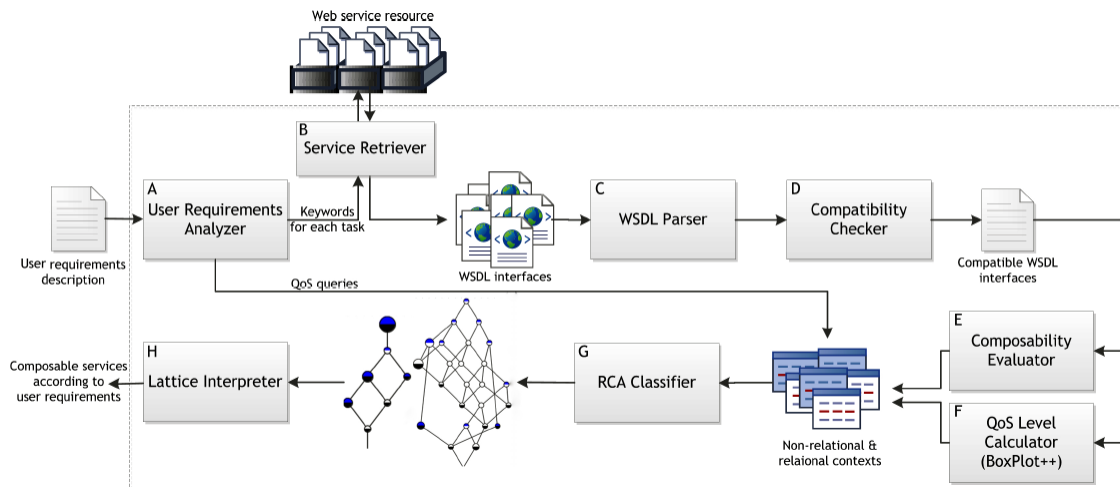 Web service resource
B
Service Retriever
A
User Requirements
Analyzer
Keywords
for each task
C
WSDL Parser
D
Compatibility
Checker
User requirements
description
WSDL interfaces
Compatible WSDL
interfaces
QoS queries
E
Composability
Evaluator
H
Lattice Interpreter
G
RCA Classifier
Composable services
according to
user requirements
F
QoS Level
Calculator
(BoxPlot++)
Non-relational &
relaional contexts